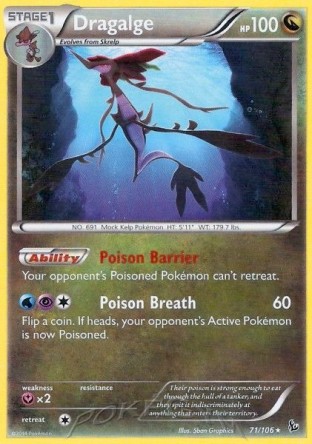 STAGE1
Dragalge
HP100
Evolves from Skrelp
NO. 691 Mock Kelp Pokémon. HT: 5'11" WT: 179.7 lbs.
Ability
Poison Barrier
Your opponent's Poisoned Pokémon can't retreat.
Poison Breath 60
Flip a coin. If heads, your opponent's Active Pokémon
is now Poisoned.
weakness
resistance
×2
retreat
Their poison is strong enough to eat
through the hull of a tanker, and
they spit it indiscriminately at
anything that enters their territory.
©2014 Pokémon
Illus. 5ban Graphics
71/106